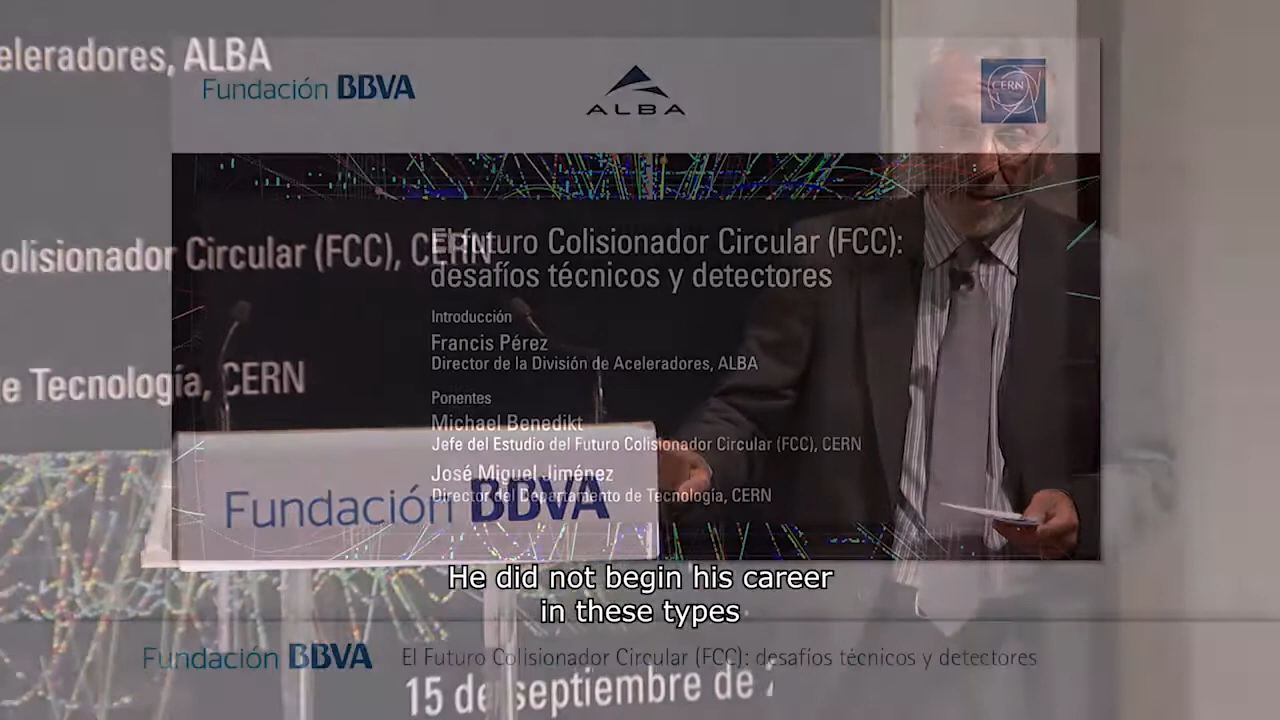 eleradores, ALBA
Fundación BBVA
ALBA
CERN
olisionador Circular (FCC), CERN
El Futuro Colisionador Circular (FCC):
desafíos técnicos y detectores
Introducción
Francis Pérez
Director de la División de Aceleradores, ALBA
e Tecnología, CERN
Ponentes
Michael Benedikt
Jefe del Estudio del Futuro Colisionador Circular (FCC), CERN
José Miguel Jiménez
Director del Departamento de Tecnología, CERN
Fundación BBVA
He did not begin his career
in these types
Fundación BBVA
El Futuro Colisionador Circular (FCC): desafíos técnicos y detectores
15 de septiembre de